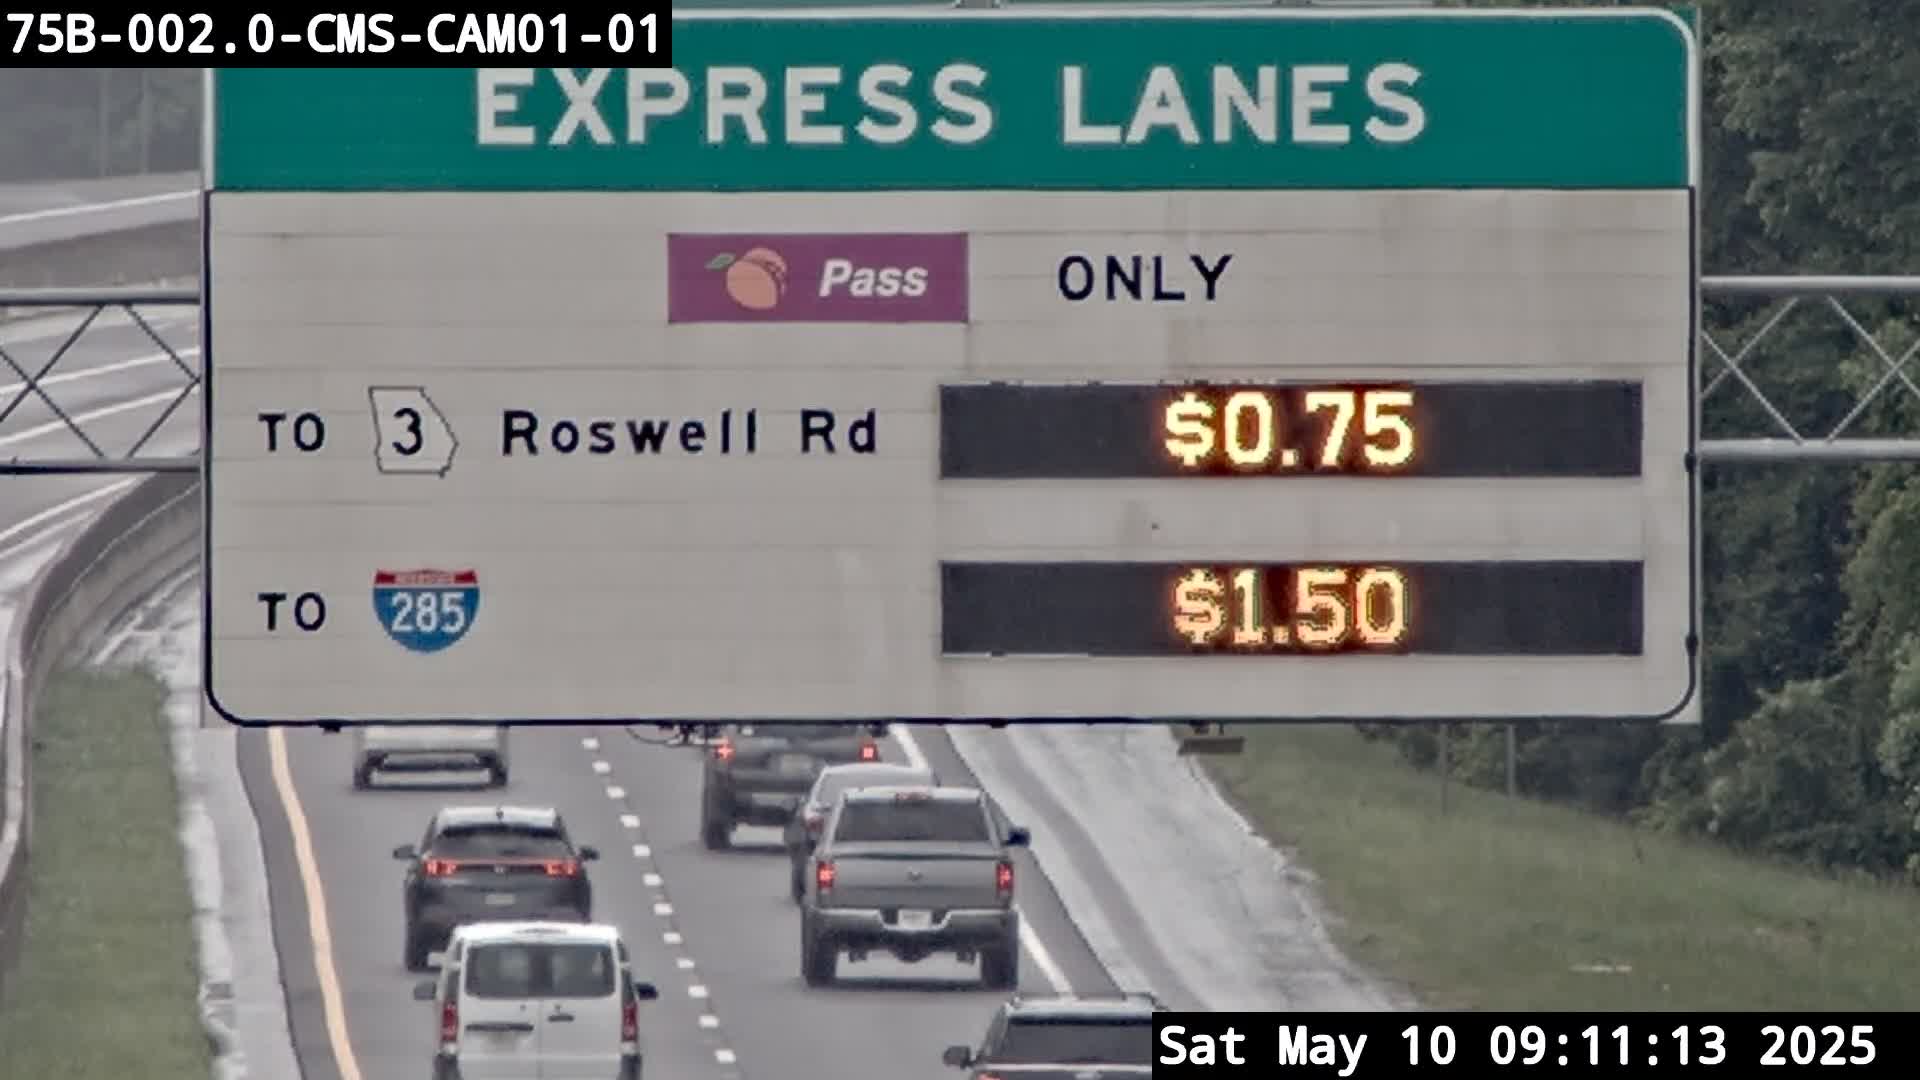 75B-002.0-CMS-CAM01-01
EXPRESS LANES
Pass ONLY
TO 3 Roswell Rd $0.75
TO 285 $1.50
Sat May 10 09:11:13 2025